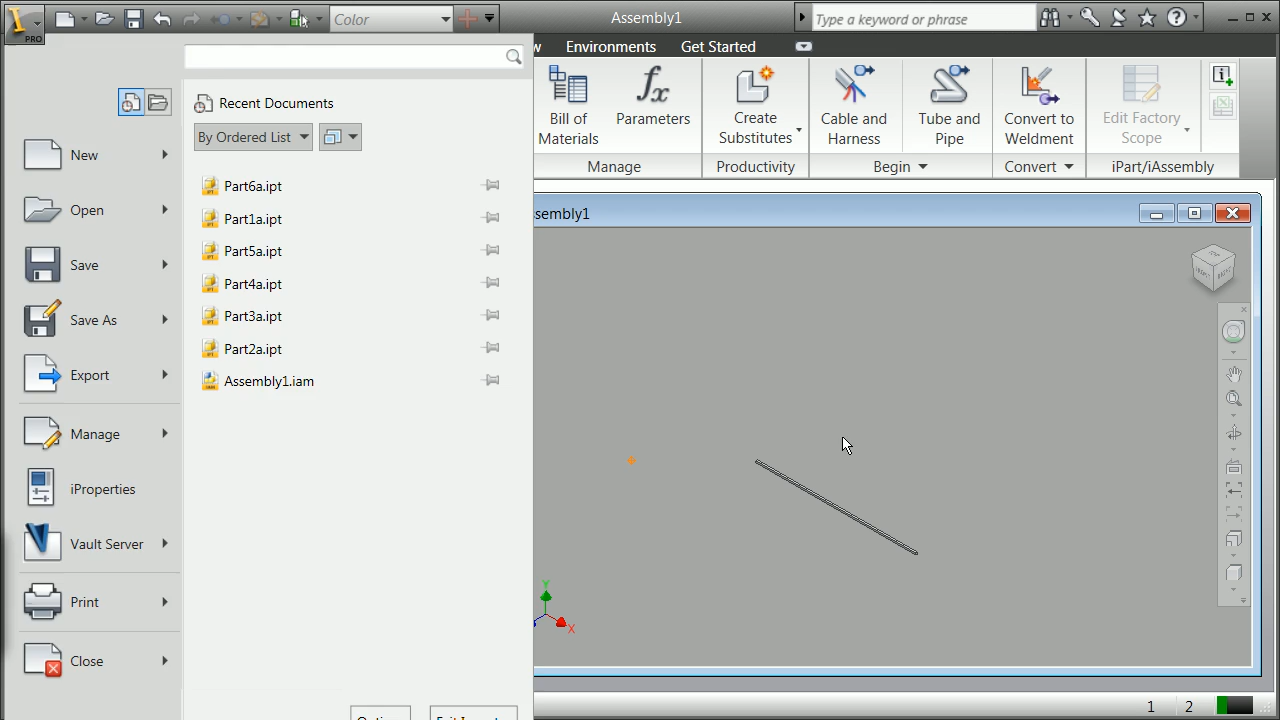 PRO
Color
Assembly1
Type a keyword or phrase
Environments
Get Started
Recent Documents
By Ordered List
New
Open
Save
Save As
Export
Manage
iProperties
Vault Server
Print
Close
Part6a.ipt
Part1a.ipt
Part5a.ipt
Part4a.ipt
Part3a.ipt
Part2a.ipt
Assembly1.iam
Bill of
Materials
Parameters
Create
Substitutes
Cable and
Harness
Tube and
Pipe
Convert to
Weldment
Edit Factory
Scope
Manage
Productivity
Begin
Convert
iPart/iAssembly
ssembly1
Y
X
1
2